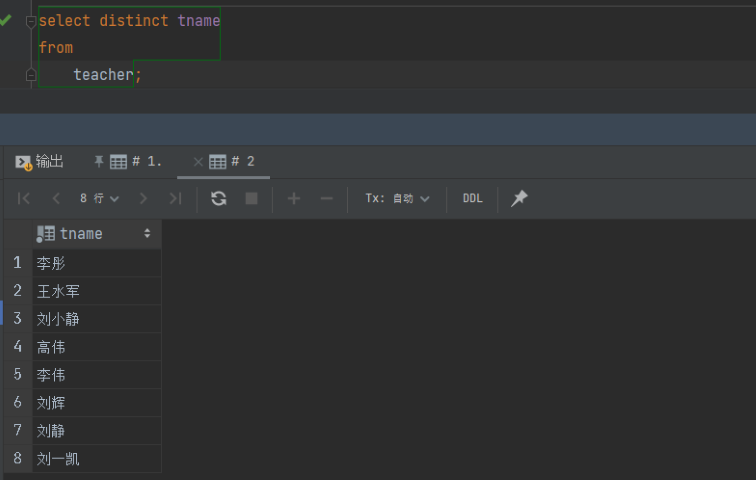 select distinct tname
from
teacher;
输出 # 1. # 2
8 行 Tx: 自动 DDL
tname
1 李彤
2 王水军
3 刘小静
4 高伟
5 李伟
6 刘辉
7 刘静
8 刘一凯